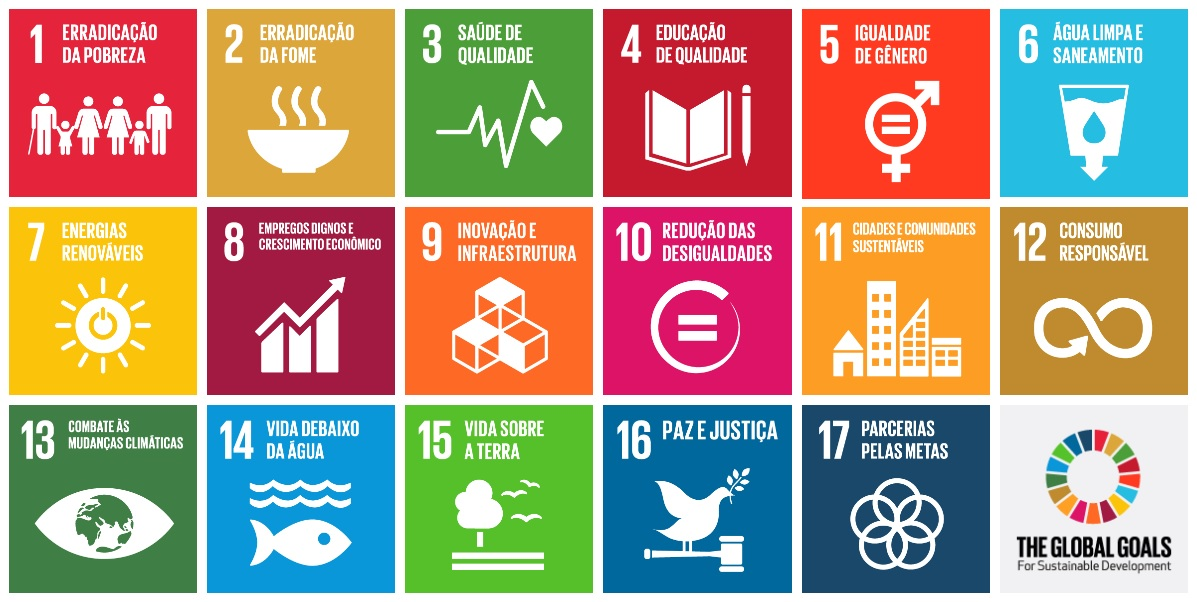 1 ERRADICAÇÃO
DA POBREZA
2 ERRADICAÇÃO
DA FOME
3 SAÚDE DE
QUALIDADE
4 EDUCAÇÃO
DE QUALIDADE
5 IGUALDADE
DE GÊNERO
6 ÁGUA LIMPA E
SANEAMENTO
7 ENERGIAS
RENOVÁVEIS
8 EMPREGOS DIGNOS E
CRESCIMENTO ECONÔMICO
9 INOVAÇÃO E
INFRAESTRUTURA
10 REDUÇÃO DAS
DESIGUALDADES
11 CIDADES E COMUNIDADES
SUSTENTÁVEIS
12 CONSUMO
RESPONSÁVEL
13 COMBATE ÀS
MUDANÇAS CLIMÁTICAS
14 VIDA DEBAIXO
DA ÁGUA
15 VIDA SOBRE
A TERRA
16 PAZ E JUSTIÇA
17 PARCERIAS
PELAS METAS
THE GLOBAL GOALS
For Sustainable Development